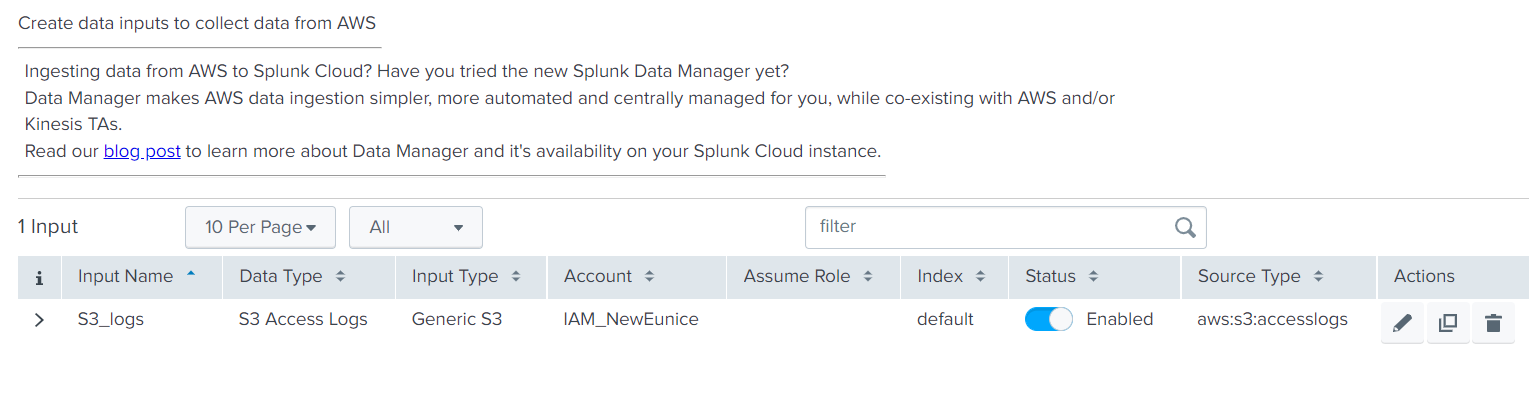 Create data inputs to collect data from AWS
Ingesting data from AWS to Splunk Cloud? Have you tried the new Splunk Data Manager yet?
Data Manager makes AWS data ingestion simpler, more automated and centrally managed for you, while co-existing with AWS and/or
Kinesis TAs.
Read our blog post to learn more about Data Manager and it's availability on your Splunk Cloud instance.
1 Input 10 Per Page All filter
i Input Name Data Type Input Type Account Assume Role Index Status Source Type Actions
S3_logs S3 Access Logs Generic S3 IAM_NewEunice default Enabled aws:s3:accesslogs